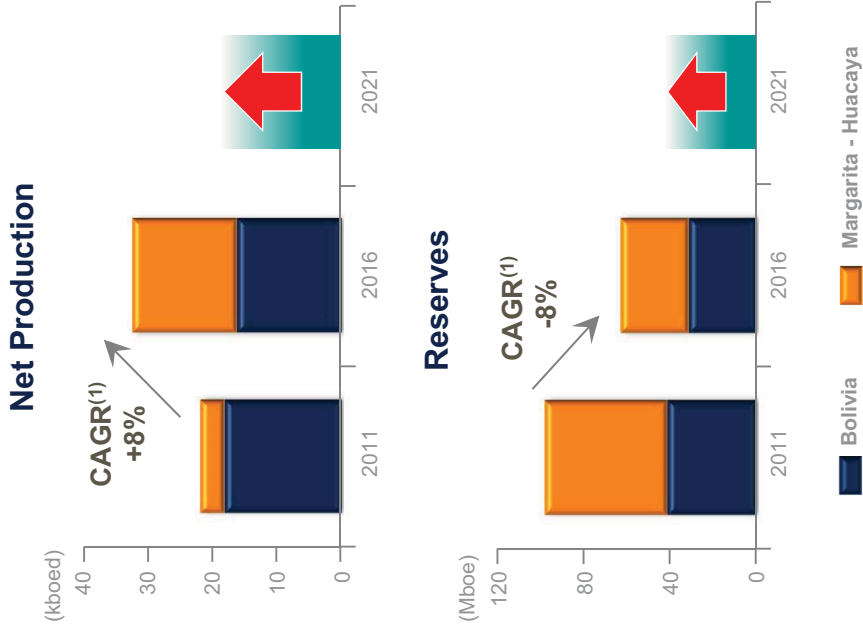 Net Production
(kboed)
40
30
20
10
0
CAGR(1)
+8%
2011
2016
2021
Reserves
(Mboe)
120
80
40
0
CAGR(1)
-8%
2011
2016
2021
Bolivia
Margarita - Huacaya